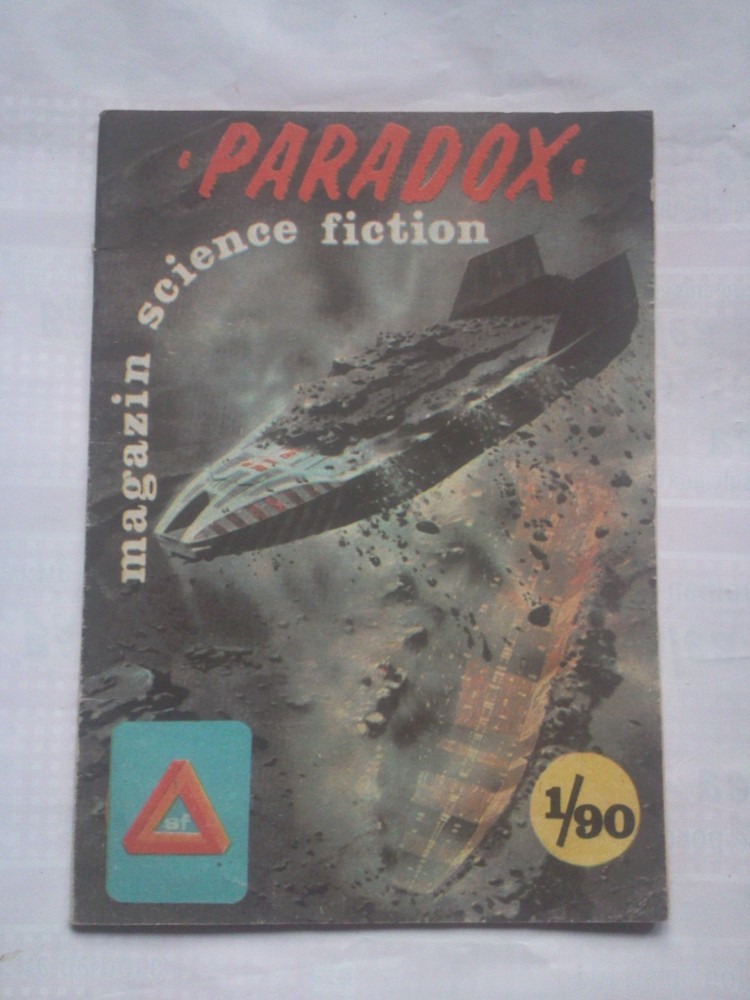 ·PARADOX·
magazin science fiction
sf
1/90